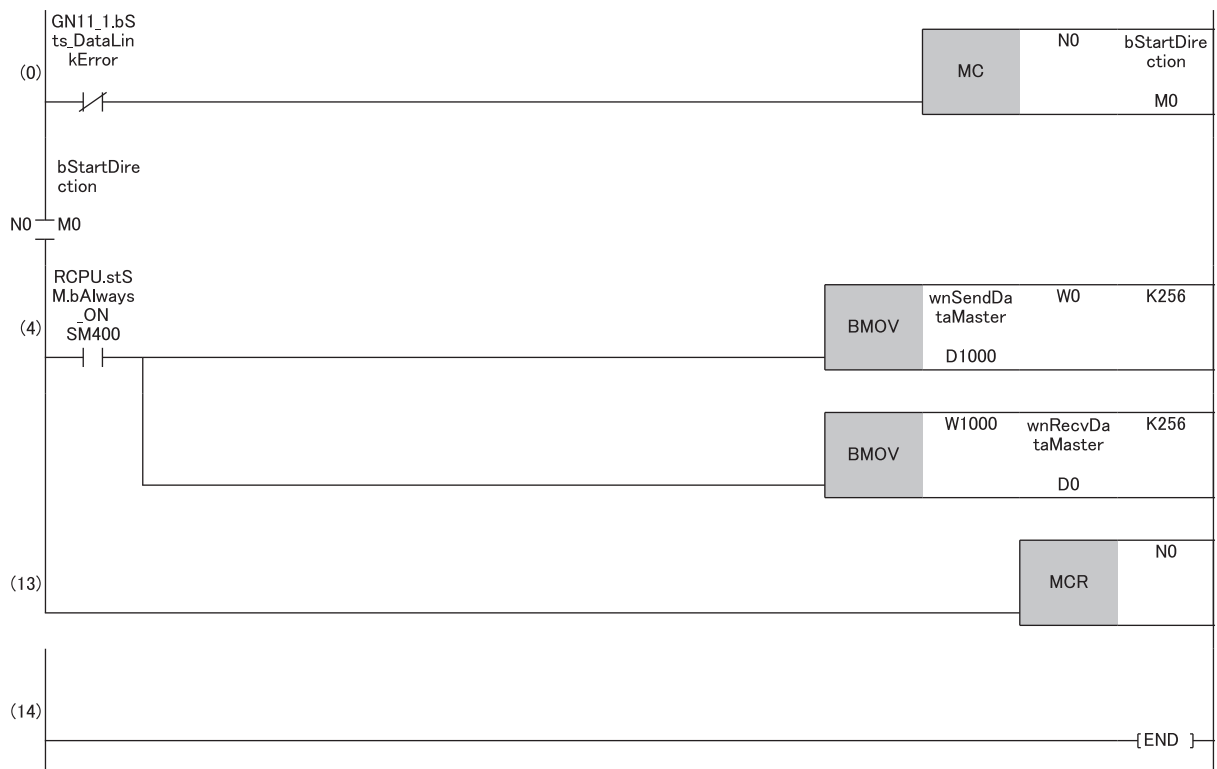 GN11_1.bS
ts_DataLin
kError
(0)
MC
N0
bStartDire
ction
M0
bStartDire
ction
N0
M0
RCPU.stS
M.bAlways
_ON
SM400
(4)
BMOV
wnSendDa
taMaster
D1000
W0
K256
BMOV
W1000
wnRecvDa
taMaster
D0
K256
(13)
MCR
N0
(14)
[END ]